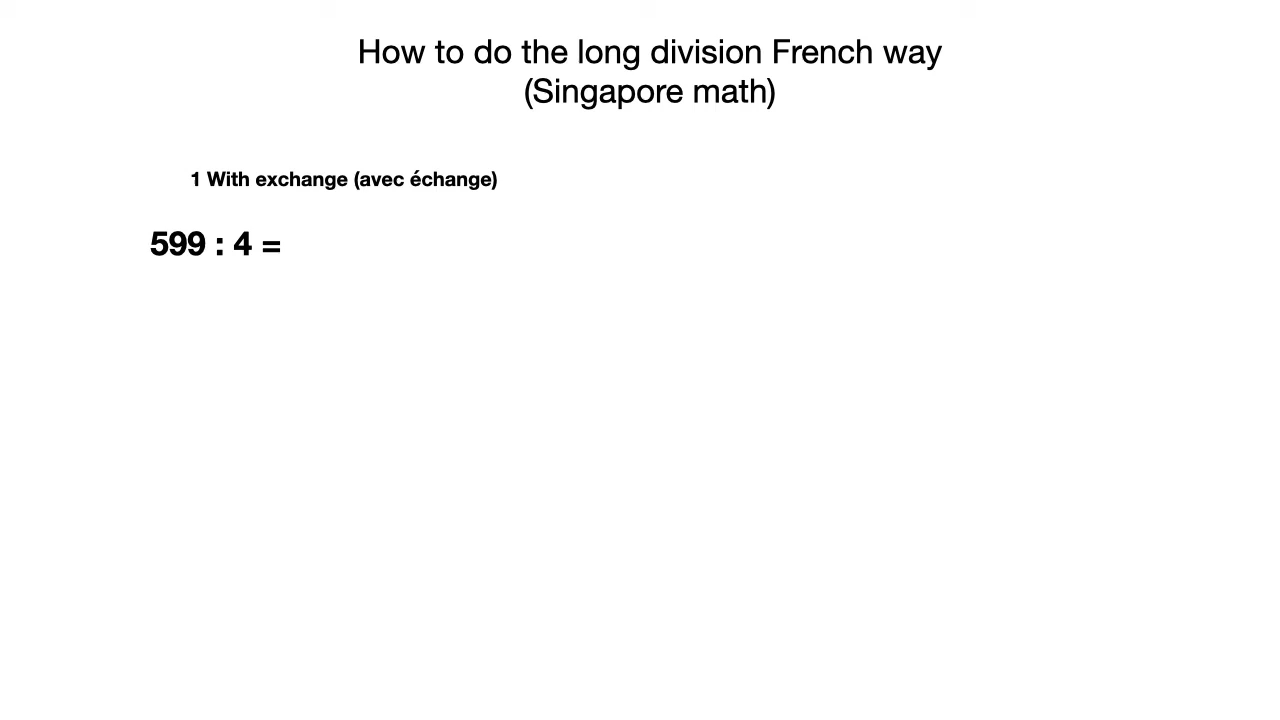 How to do the long division French way
(Singapore math)
1 With exchange (avec échange)
599 : 4 =